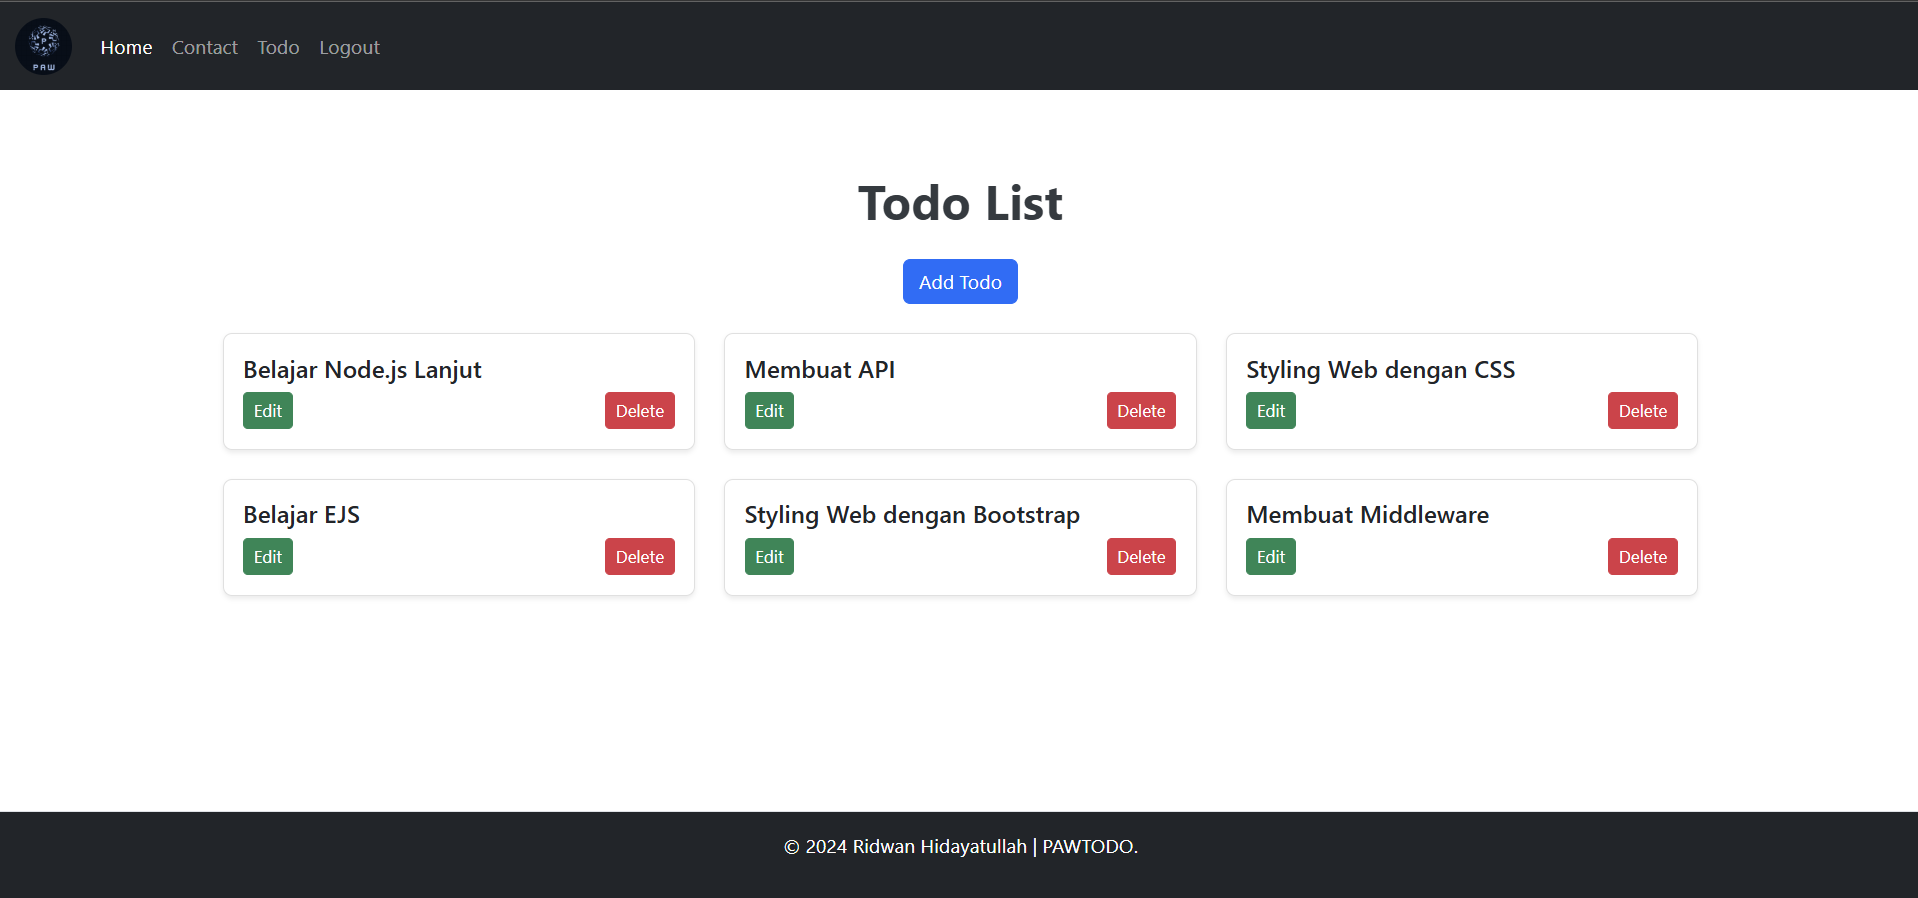 P
PAW
Home Contact Todo Logout
Todo List
Add Todo
Belajar Node.js Lanjut
Edit Delete
Membuat API
Edit Delete
Styling Web dengan CSS
Edit Delete
Belajar EJS
Edit Delete
Styling Web dengan Bootstrap
Edit Delete
Membuat Middleware
Edit Delete
© 2024 Ridwan Hidayatullah | PAWTODO.